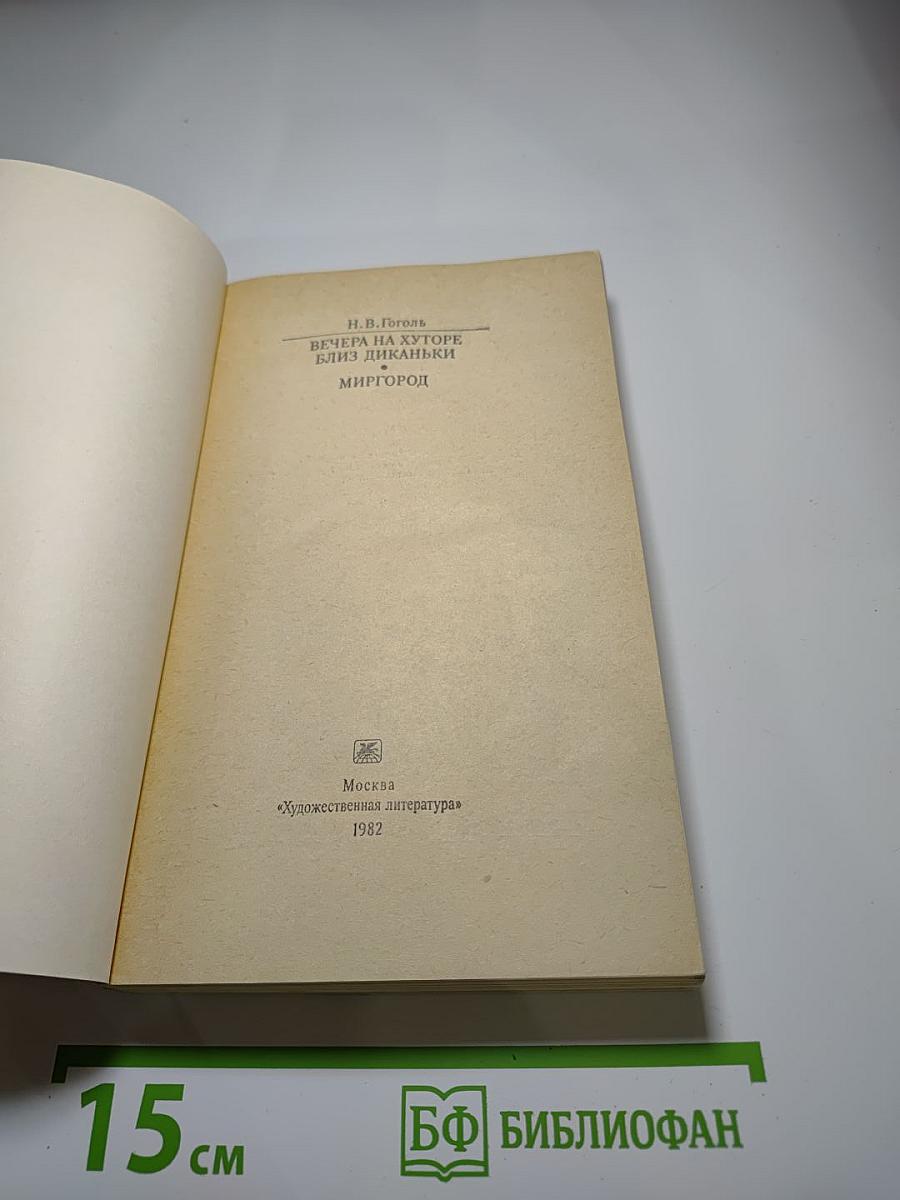 Н. В. Гоголь
ВЕЧЕРА НА ХУТОРЕ
БЛИЗ ДИКАНЬКИ
•
МИРГОРОД
Москва
«Художественная литература»
1982
15 см
БФ БИБЛИОФАН